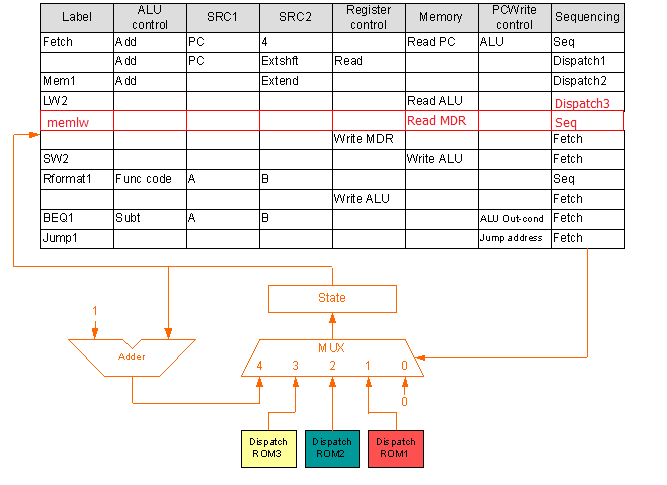 Label ALU control SRC1 SRC2 Register control Memory PCWrite control Sequencing
Fetch Add PC 4 Read PC ALU Seq
Add PC Extshft Read Dispatch1
Mem1 Add Extend Dispatch2
LW2 Read ALU Dispatch3
memlw Read MDR Seq
Write MDR Fetch
SW2 Write ALU Fetch
Rformat1 Func code A B Seq
Write ALU Fetch
BEQ1 Subt A B ALU Out-cond Fetch
Jump1 Jump address Fetch
State
1
MUX
Adder
4 3 2 1 0
0
Dispatch ROM3
Dispatch ROM2
Dispatch ROM1